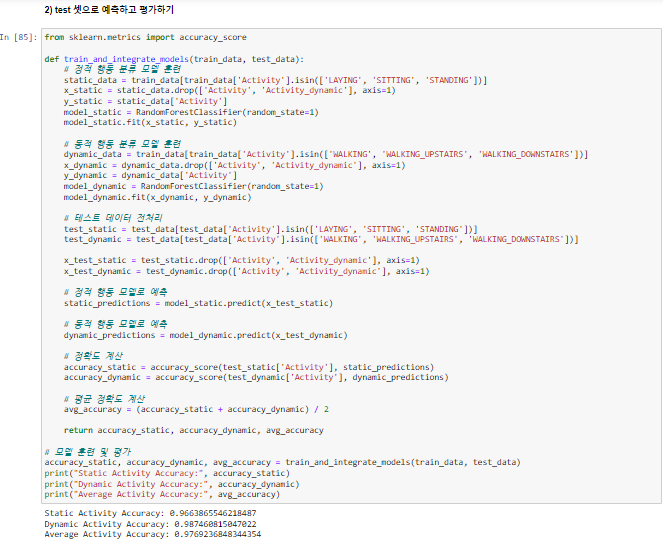 2) test 셋으로 예측하고 평가하기
In [85]:
from sklearn.metrics import accuracy_score
def train_and_integrate_models(train_data, test_data):
    # 정적 행동 분류 모델 훈련
    static_data = train_data[train_data['Activity'].isin(['LAYING', 'SITTING', 'STANDING'])]
    x_static = static_data.drop(['Activity', 'Activity_dynamic'], axis=1)
    y_static = static_data['Activity']
    model_static = RandomForestClassifier(random_state=1)
    model_static.fit(x_static, y_static)
    # 동적 행동 분류 모델 훈련
    dynamic_data = train_data[train_data['Activity'].isin(['WALKING', 'WALKING_UPSTAIRS', 'WALKING_DOWNSTAIRS'])]
    x_dynamic = dynamic_data.drop(['Activity', 'Activity_dynamic'], axis=1)
    y_dynamic = dynamic_data['Activity']
    model_dynamic = RandomForestClassifier(random_state=1)
    model_dynamic.fit(x_dynamic, y_dynamic)
    # 테스트 데이터 전처리
    test_static = test_data[test_data['Activity'].isin(['LAYING', 'SITTING', 'STANDING'])]
    test_dynamic = test_data[test_data['Activity'].isin(['WALKING', 'WALKING_UPSTAIRS', 'WALKING_DOWNSTAIRS'])]
    x_test_static = test_static.drop(['Activity', 'Activity_dynamic'], axis=1)
    x_test_dynamic = test_dynamic.drop(['Activity', 'Activity_dynamic'], axis=1)
    # 정적 행동 모델로 예측
    static_predictions = model_static.predict(x_test_static)
    # 동적 행동 모델로 예측
    dynamic_predictions = model_dynamic.predict(x_test_dynamic)
    # 정확도 계산
    accuracy_static = accuracy_score(test_static['Activity'], static_predictions)
    accuracy_dynamic = accuracy_score(test_dynamic['Activity'], dynamic_predictions)
    # 평균 정확도 계산
    avg_accuracy = (accuracy_static + accuracy_dynamic) / 2
    return accuracy_static, accuracy_dynamic, avg_accuracy
# 모델 훈련 및 평가
accuracy_static, accuracy_dynamic, avg_accuracy = train_and_integrate_models(train_data, test_data)
print("Static Activity Accuracy:", accuracy_static)
print("Dynamic Activity Accuracy:", accuracy_dynamic)
print("Average Activity Accuracy:", avg_accuracy)
Static Activity Accuracy: 0.9663865546218487
Dynamic Activity Accuracy: 0.987460815047022
Average Activity Accuracy: 0.9769236848344354